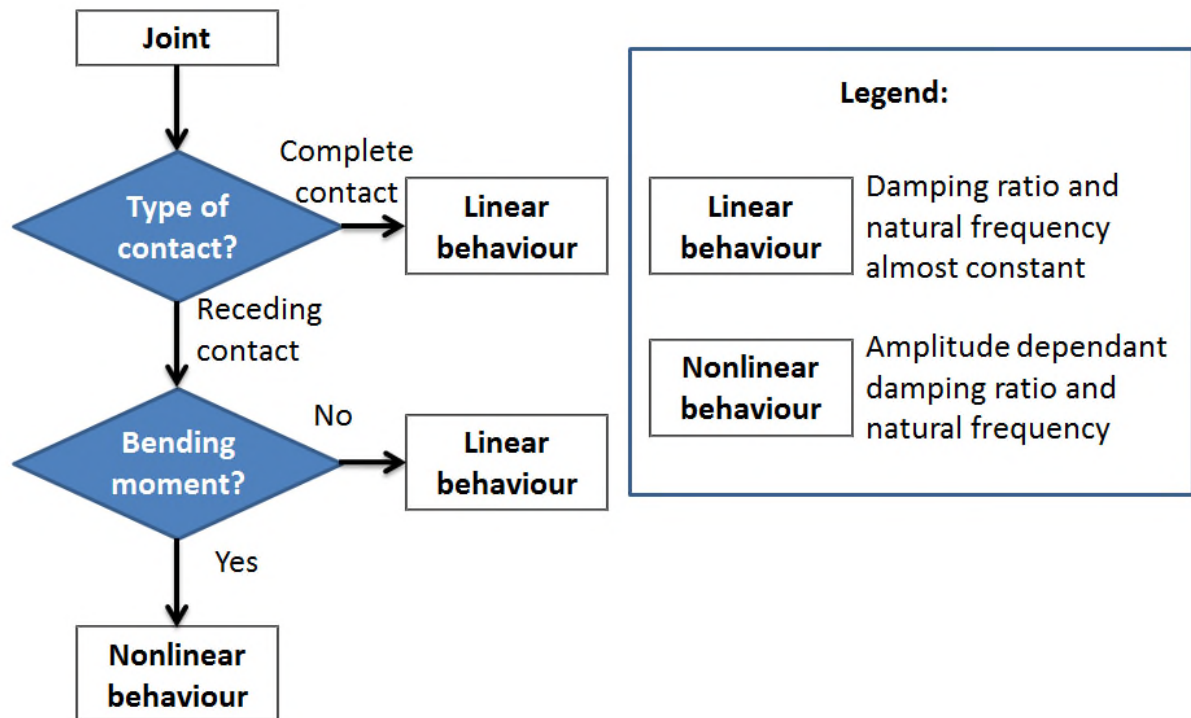 Joint
Type of
contact?
Complete
contact
Linear
behaviour
Receding
contact
Bending
moment?
No
Linear
behaviour
Yes
Nonlinear
behaviour
Legend:
Linear
behaviour
Damping ratio and
natural frequency
almost constant
Nonlinear
behaviour
Amplitude dependant
damping ratio and
natural frequency